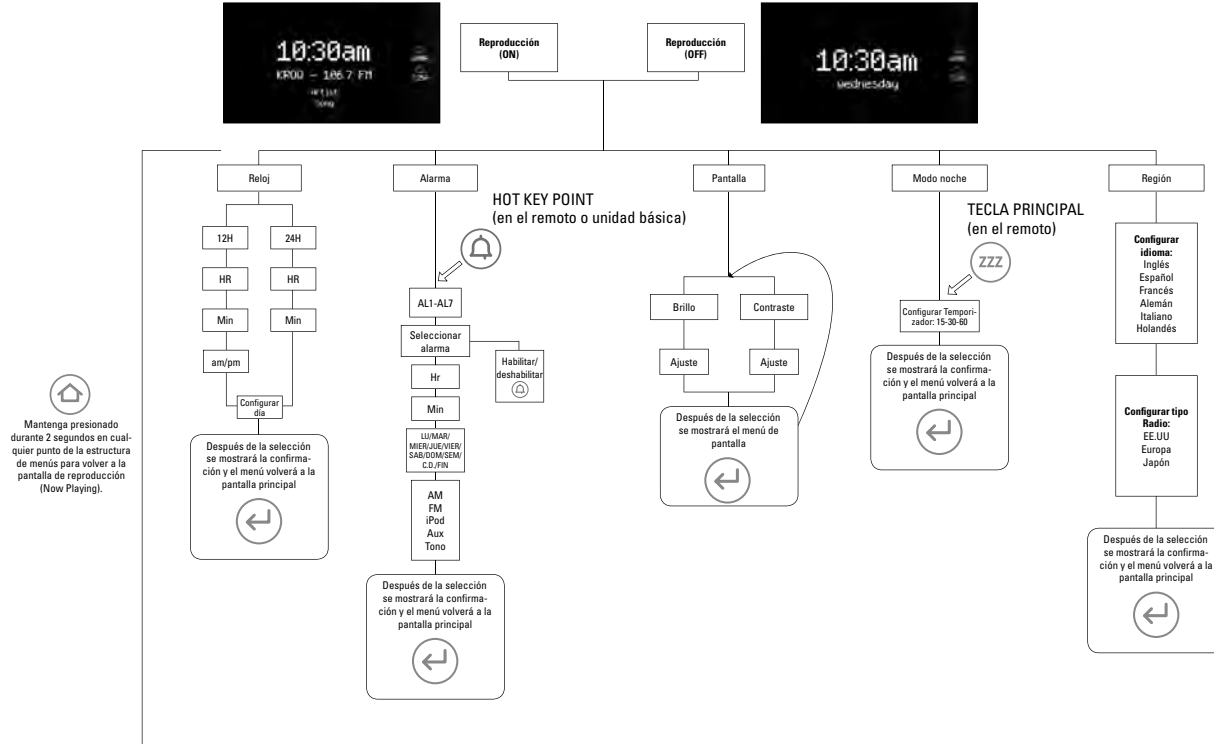 10:30am
KROQ – 106.7 FM
Artist
Song
Reproducción
(ON)
Reproducción
(OFF)
10:30am
wednesday
Reloj
Alarma
Pantalla
Modo noche
Región
HOT KEY POINT
(en el remoto o unidad básica)
TECLA PRINCIPAL
(en el remoto)
ZZZ
12H
24H
HR
HR
Min
Min
am/pm
Configurar
día
Después de la selección
se mostrará la confirma-
ción y el menú volverá a la
pantalla principal
AL1-AL7
Seleccionar
alarma
Habilitar/
deshabilitar
Hr
Min
LU/MAR/
MIER/JUE/VIER/
SAB/DOM/SEM/
C.D./FIN
AM
FM
iPod
Aux
Tono
Después de la selección
se mostrará la confirma-
ción y el menú volverá a la
pantalla principal
Brillo
Contraste
Ajuste
Ajuste
Después de la selección
se mostrará el menú de
pantalla
Configurar Tempori-
zador: 15-30-60
Después de la selección
se mostrará la confirma-
ción y el menú volverá a la
pantalla principal
Configurar
idioma:
Inglés
Español
Francés
Alemán
Italiano
Holandés
Configurar tipo
Radio:
EE.UU
Europa
Japón
Después de la selección
se mostrará la confirma-
ción y el menú volverá a la
pantalla principal
Mantenga presionado
durante 2 segundos en cual-
quier punto de la estructura
de menús para volver a la
pantalla de reproducción
(Now Playing).